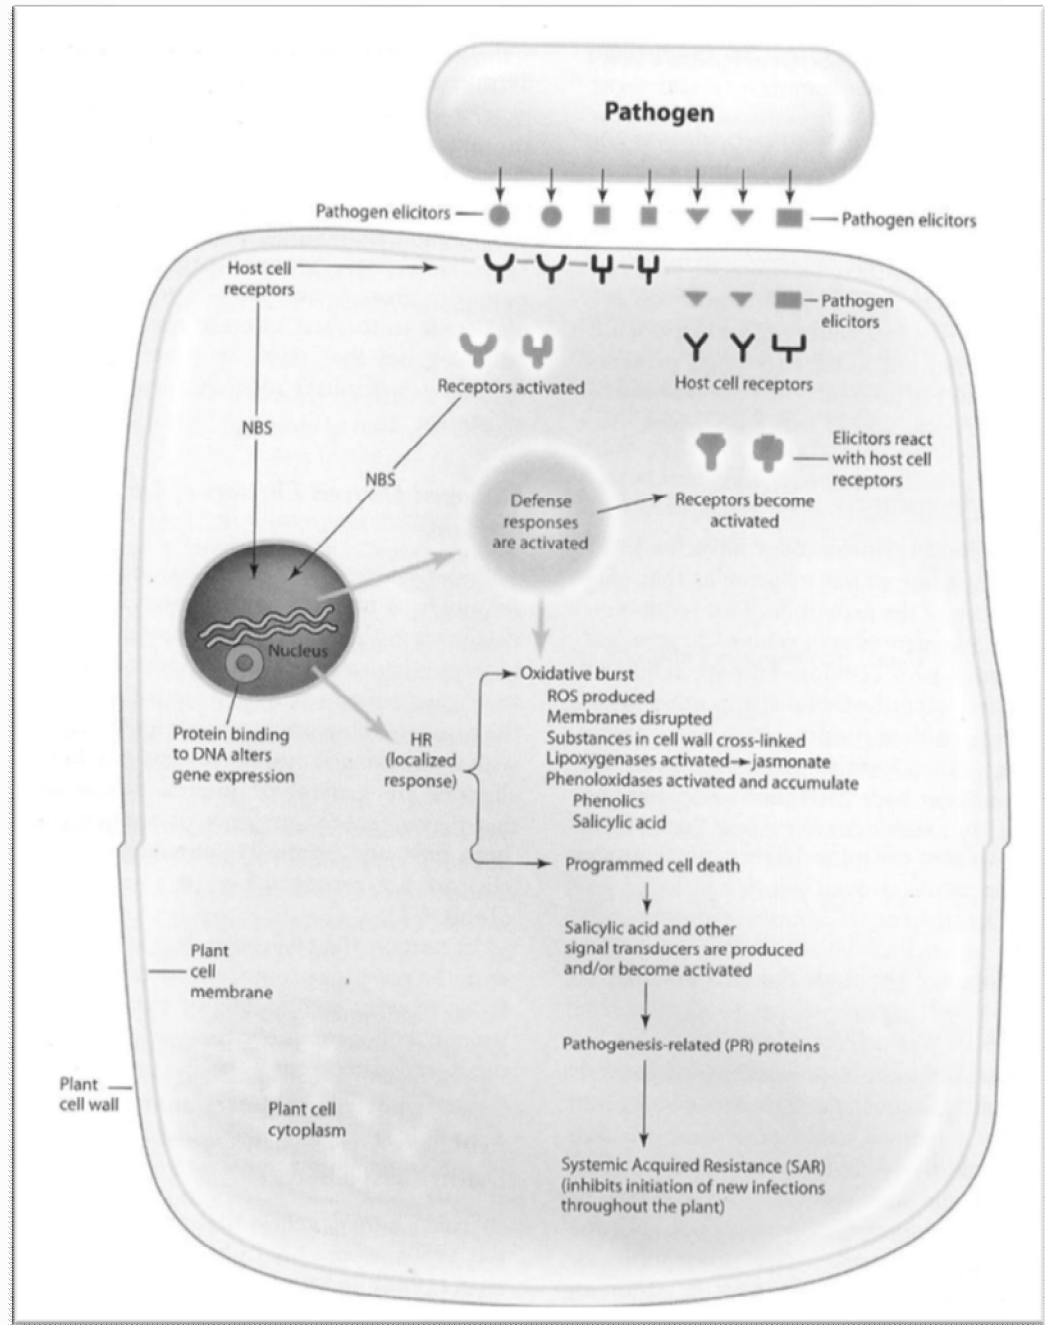 Pathogen
Pathogen elicitors
Pathogen elicitors
Host cell
receptors
Pathogen
elicitors
Receptors activated
Host cell receptors
NBS
NBS
Elicitors react
with host cell
receptors
Defense
responses
are activated
Receptors become
activated
Nucleus
Oxidative burst
ROS produced
Membranes disrupted
Substances in cell wall cross-linked
Lipoxygenases activated→jasmonate
Phenoloxidases activated and accumulate
Phenolics
Salicylic acid
Protein binding
to DNA alters
gene expression
HR
(localized
response)
Programmed cell death
Salicylic acid and other
signal transducers are produced
and/or become activated
Plant
cell
membrane
Pathogenesis-related (PR) proteins
Plant
cell wall
Plant cell
cytoplasm
Systemic Acquired Resistance (SAR)
(inhibits initiation of new infections
throughout the plant)